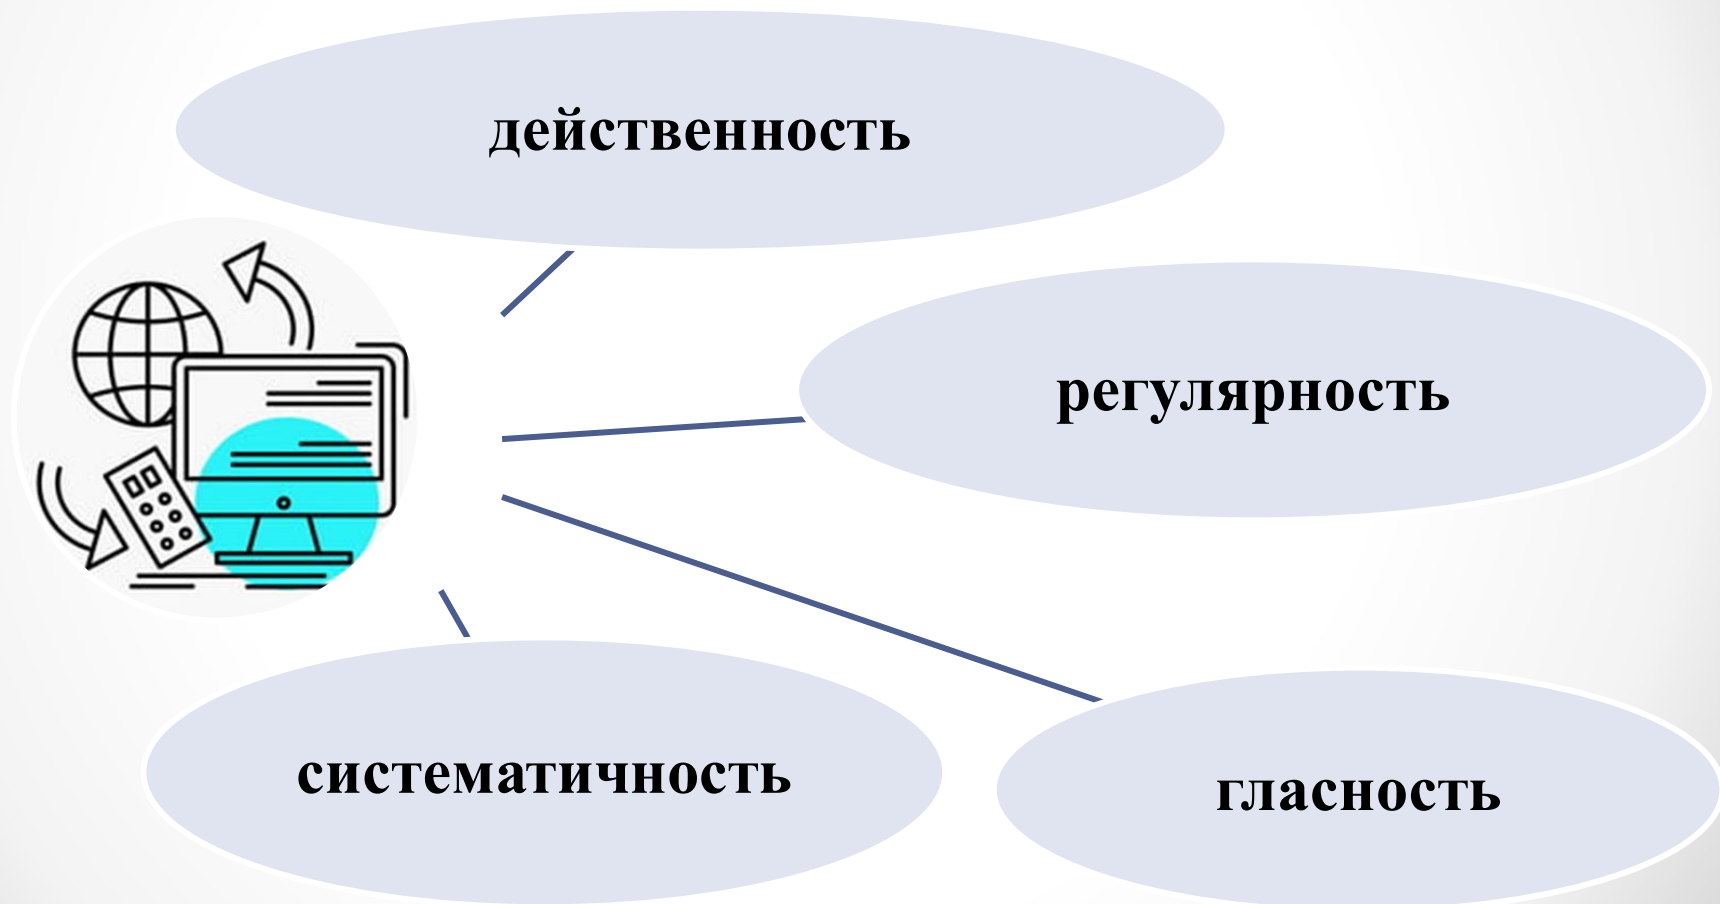 действенность
регулярность
систематичность
гласность